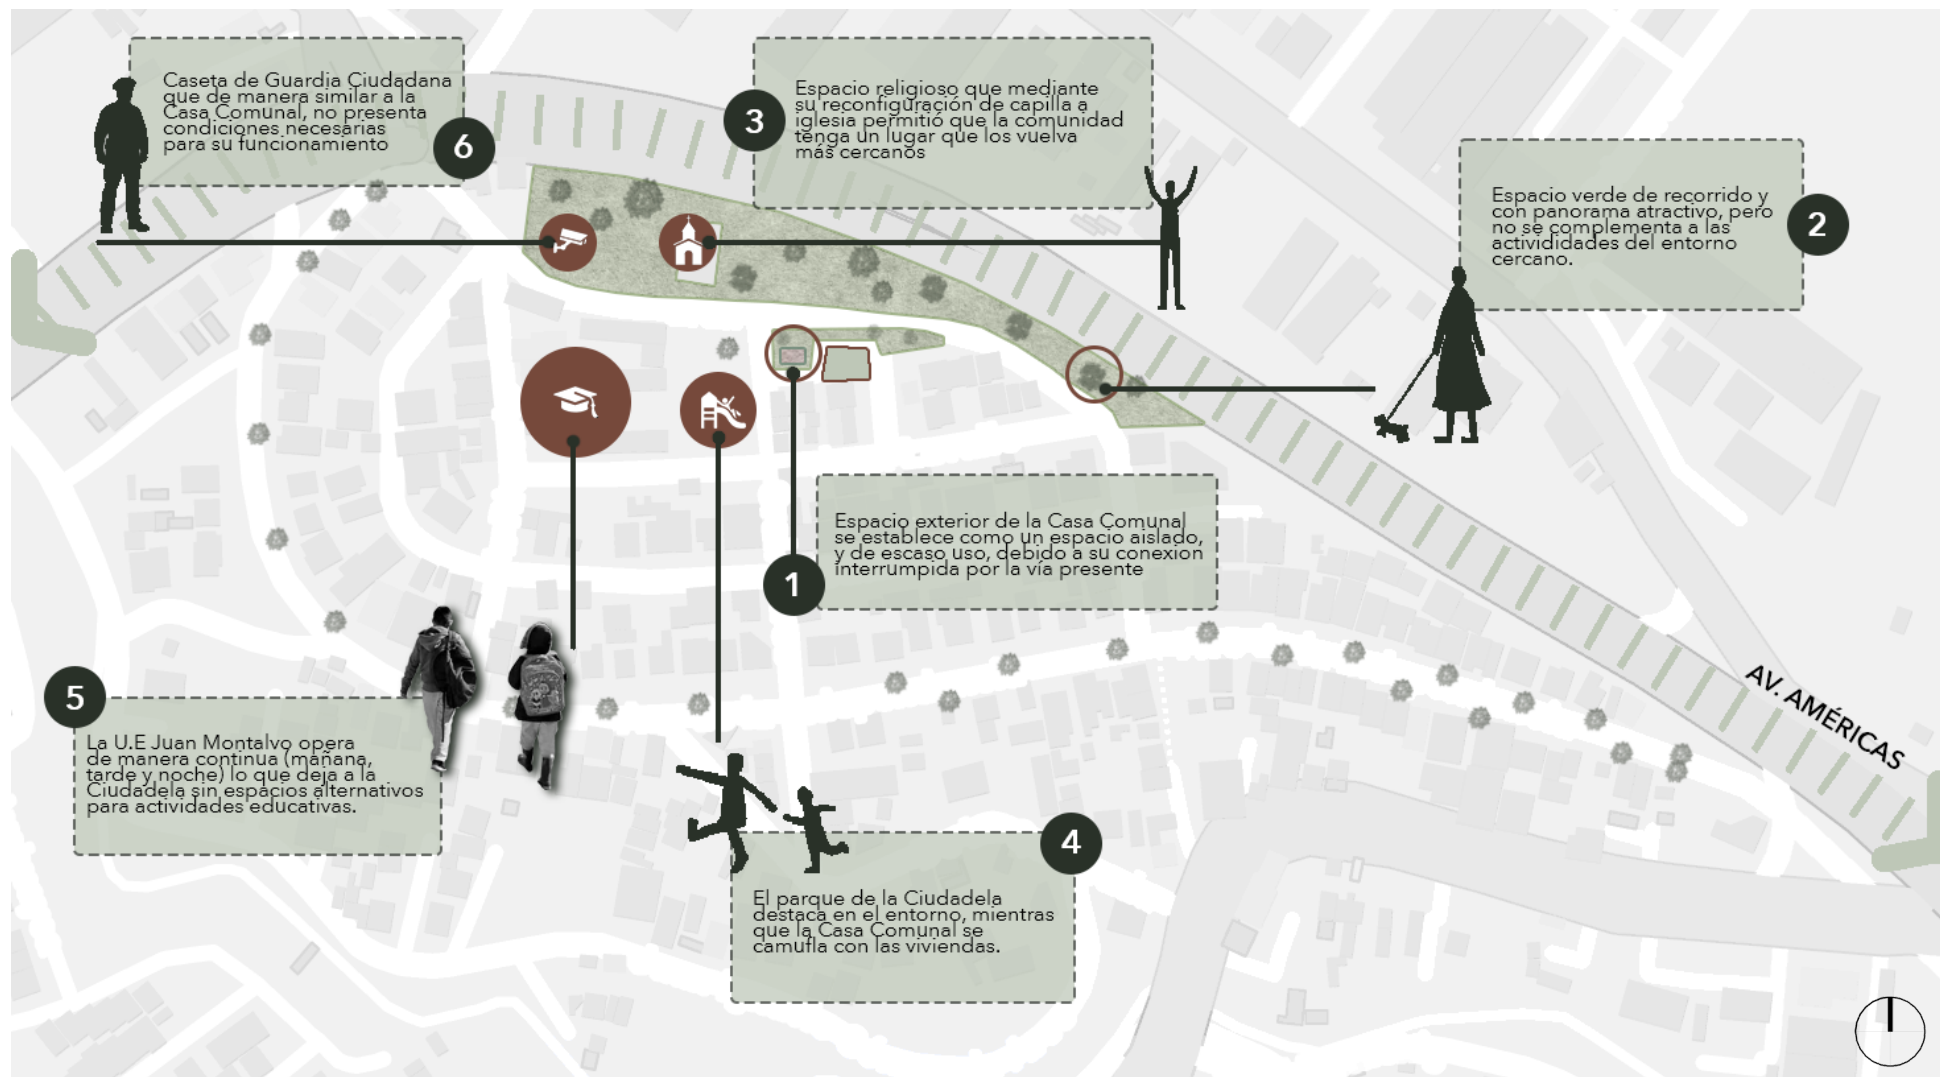 Caseta de Guardia Ciudadana
que de manera similar a la
Casa Comunal, no presenta
condiciones necesarias
para su funcionamiento
6
3
Espacio religioso que mediante
su reconfiguración de capilla a
iglesia permitió que la comunidad
tenga un lugar que los vuelva
más cercanos
Espacio verde de recorrido y
con panorama atractivo, pero
no se complementa a las
activididades del entorno
cercano.
2
Espacio exterior de la Casa Comunal
se establece como un espacio aislado,
y de escaso uso, debido a su conexion
interrumpida por la vía presente
1
5
La U.E Juan Montalvo opera
de manera continua (mañana,
tarde y noche) lo que deja a la
Ciudadela sin espacios alternativos
para actividades educativas.
4
El parque de la Ciudadela
destaca en el entorno, mientras
que la Casa Comunal se
camufla con las viviendas.
AV. AMÉRICAS